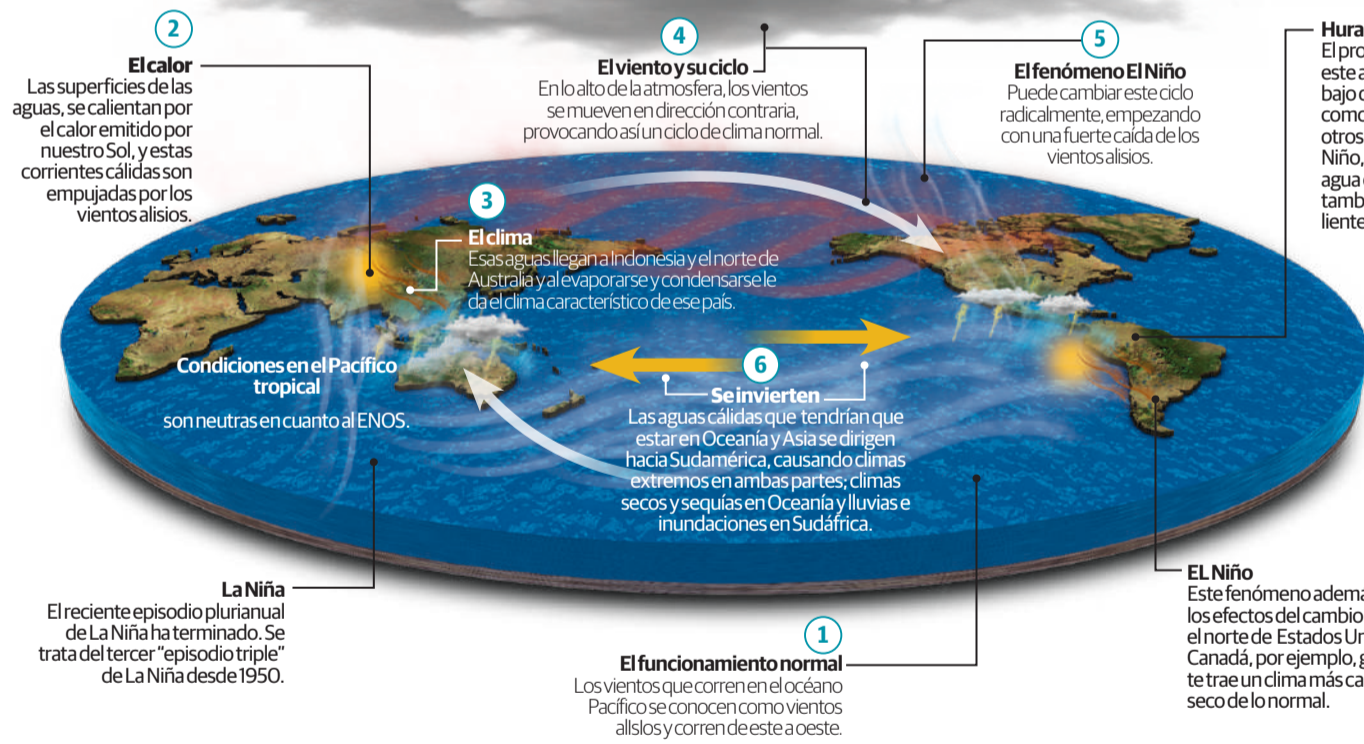 2
El calor
Las superficies de las
aguas, se calientan por
el calor emitido por
nuestro Sol, y estas
corrientes cálidas son
empujadas por los
vientos alisios.
4
El viento y su ciclo
En lo alto de la atmosfera, los vientos
se mueven en dirección contraria,
provocando así un ciclo de clima normal.
5
El fenómeno El Niño
Puede cambiar este ciclo
radicalmente, empezando
con una fuerte caída de los
vientos alisios.
El pro
este a
bajo
como
otros
Niño,
agua
tamb
liente
3
El clima
Esas aguas llegan a Indonesia y el norte de
Australia y al evaporarse y condensarse le
da el clima característico de ese país.
Condiciones en el Pacífico
tropical
son neutras en cuanto al ENOS.
6
Se invierten
Las aguas cálidas que tendrían que
estar en Oceanía y Asia se dirigen
hacia Sudamérica, causando climas
extremos en ambas partes; climas
secos y sequías en Oceanía y lluvias e
inundaciones en Sudáfrica.
La Niña
El reciente episodio plurianual
de La Niña ha terminado. Se
trata del tercer "episodio triple"
de La Niña desde 1950.
1
El funcionamiento normal
Los vientos que corren en el océano
Pacífico se conocen como vientos
allslos y corren de este a oeste.
EL Niño
Este fenómeno adema
los efectos del cambio
el norte de Estados Un
Canadá, por ejemplo, g
te trae un clima más ca
seco de lo normal.